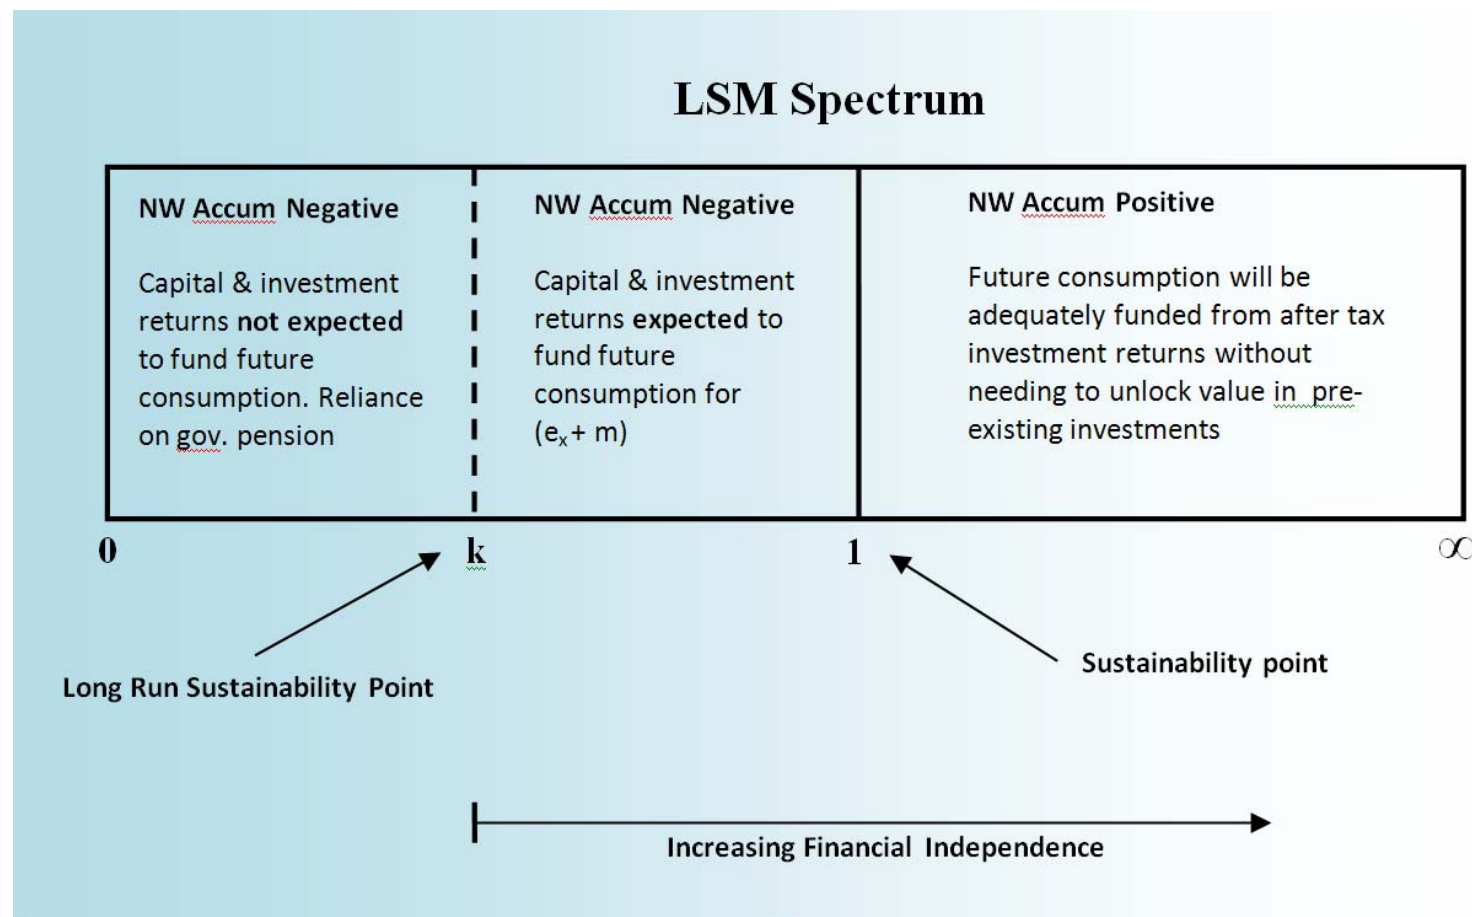 LSM Spectrum
NW Accum Negative
Capital & investment
returns not expected
to fund future
consumption. Reliance
on gov. pension
NW Accum Negative
Capital & investment
returns expected to
fund future
consumption for
(eₓ+ m)
NW Accum Positive
Future consumption will be
adequately funded from after tax
investment returns without
needing to unlock value in pre-
existing investments
0
k
1
∞
Long Run Sustainability Point
Sustainability point
Increasing Financial Independence